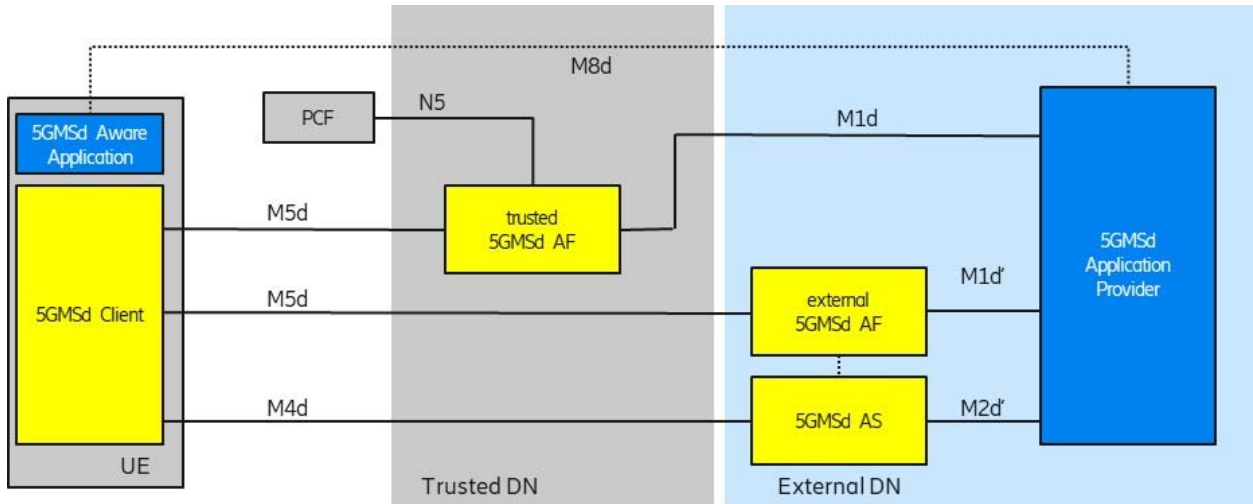 M8d
N5
M1d
PCF
5GMSd Aware
Application
M5d
trusted
5GMSd AF
5GMSd
Application
Provider
M5d
external
5GMSd AF
M1d'
5GMSd Client
M4d
5GMSd AS
M2d'
UE
Trusted DN
External DN